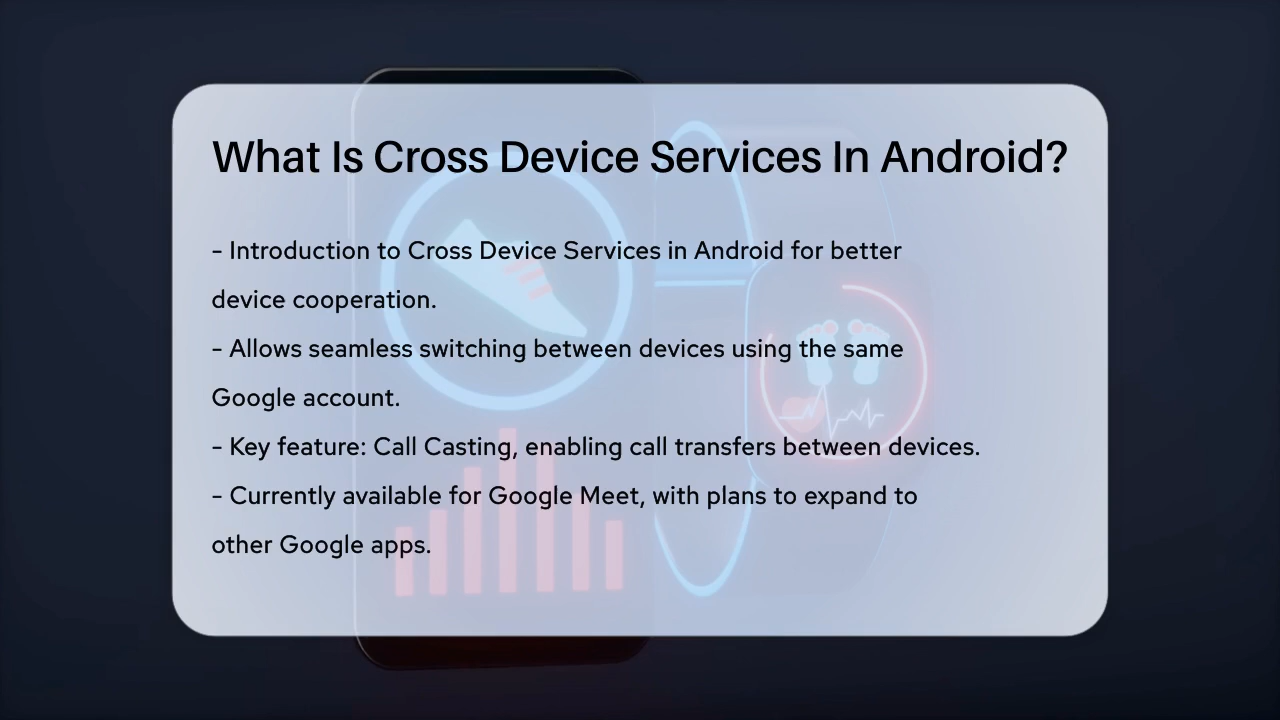 What Is Cross Device Services In Android?
- Introduction to Cross Device Services in Android for better
device cooperation.
- Allows seamless switching between devices using the same
Google account.
- Key feature: Call Casting, enabling call transfers between devices.
- Currently available for Google Meet, with plans to expand to
other Google apps.